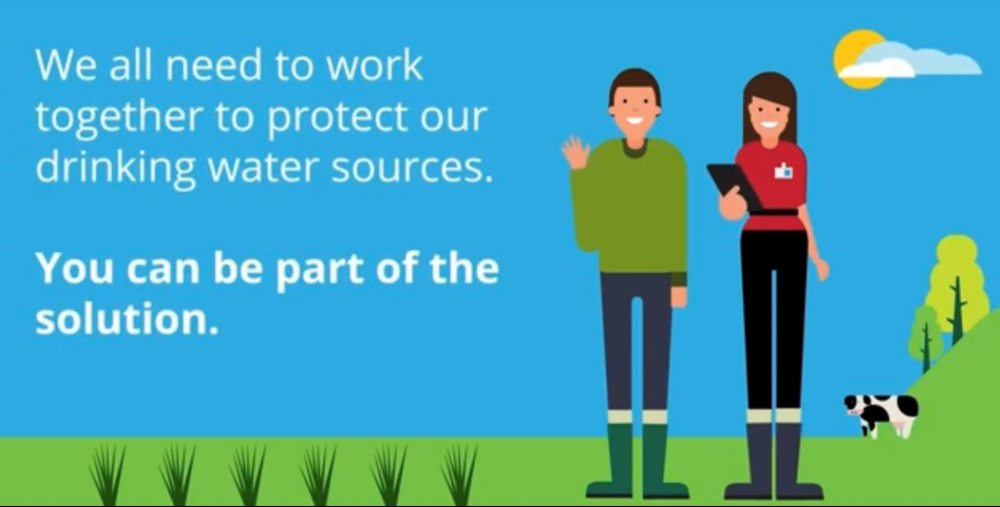 We all need to work
together to protect our
drinking water sources.
You can be part of the
solution.